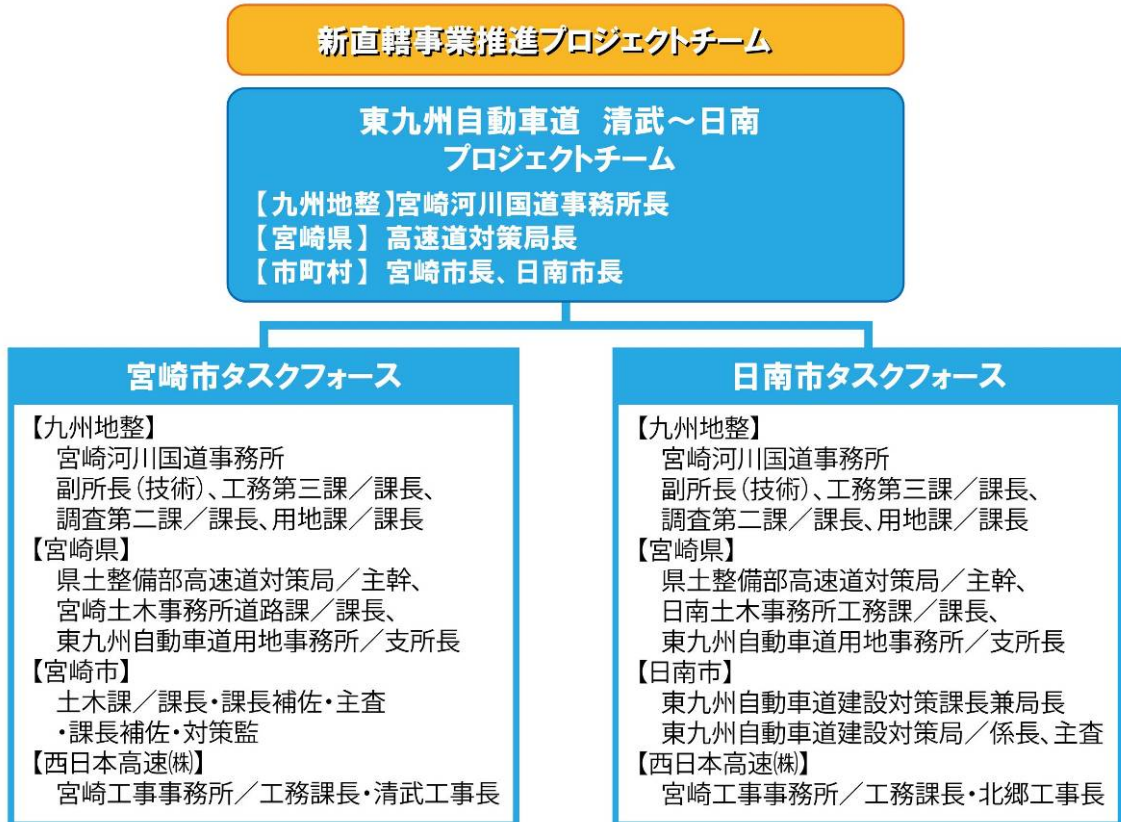 新直轄事業推進プロジェクトチーム
東九州自動車道 清武～日南
プロジェクトチーム
【九州地整】宮崎河川国道事務所長
【宮崎県】 高速道対策局長
【市町村】 宮崎市長、日南市長
宮崎市タスクフォース
【九州地整】
宮崎河川国道事務所
副所長(技術)、工務第三課／課長、
調査第二課／課長、用地課／課長
【宮崎県】
県土整備部高速道対策局／主幹、
宮崎土木事務所道路課／課長、
東九州自動車道用地事務所／支所長
【宮崎市】
土木課／課長・課長補佐・主査
・課長補佐・対策監
【西日本高速㈱】
宮崎工事事務所／工務課長・清武工事長
日南市タスクフォース
【九州地整】
宮崎河川国道事務所
副所長(技術)、工務第三課／課長、
調査第二課／課長、用地課／課長
【宮崎県】
県土整備部高速道対策局／主幹、
日南土木事務所工務課／課長、
東九州自動車道用地事務所／支所長
【日南市】
東九州自動車道建設対策課長兼局長
東九州自動車道建設対策局／係長、主査
【西日本高速㈱】
宮崎工事事務所／工務課長・北郷工事長